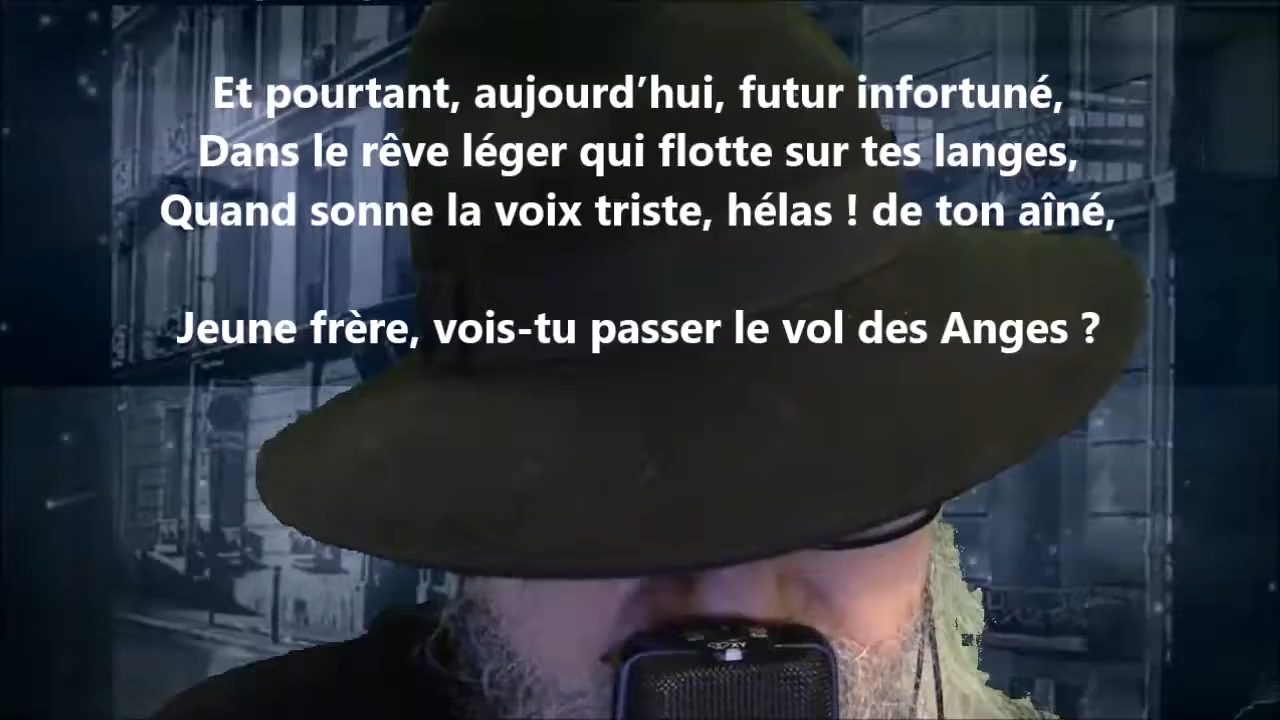 Et pourtant, aujourd’hui, futur infortuné,
Dans le rêve léger qui flotte sur tes langes,
Quand sonne la voix triste, hélas ! de ton aîné,
Jeune frère, vois-tu passer le vol des Anges ?